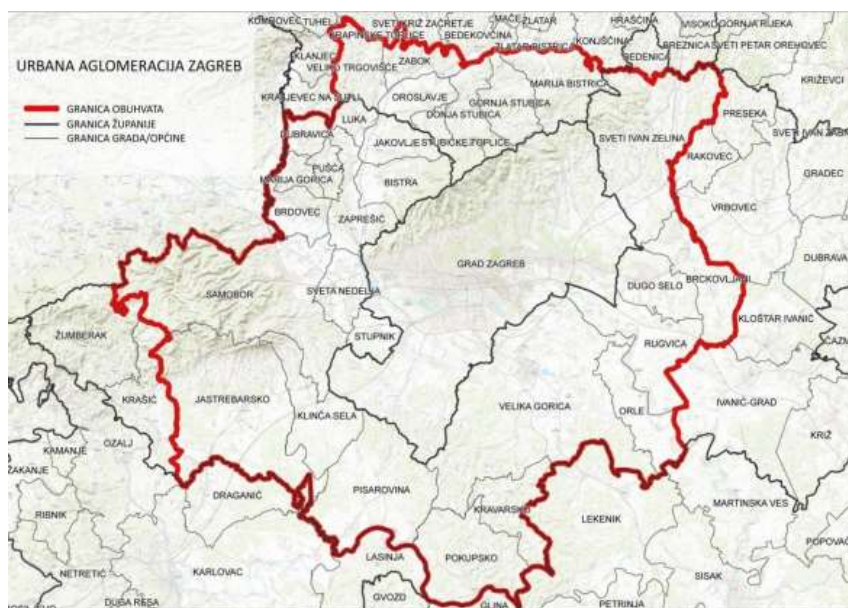 KUMROVEC
TUHELJ
SVETI KRIŽ ZAČRETJE
MAČE
ZLATAR
HRAŠĆINA
VISOKO
GORNJA RIJEKA
KRAPINSKE TOPLICE
BEDEKOVČINA
ZLATAR BISTRICA
KONJŠČINA
BREZNICA
SVETI PETAR OREHOVEC
KLANJEC
ZABOK
BEDENICA
URBANA AGLOMERACIJA ZAGREB
VELIKO TRGOVIŠĆE
KRIŽEVCI
MARIJA BISTRICA
KRALJEVEC NA SUTLI
OROSLAVJE
GORNJA STUBICA
GRANICA OBUHVATA
DONJA STUBICA
PRESEKA
GRANICA ŽUPANIJE
LUKA
GRANICA GRADA/OPĆINE
DUBRAVICA
SVETI IVAN ZELINA
SVETI IVAN ŽABNO
JAKOVLJE
STUBIČKE TOPLICE
RAKOVEC
PUŠĆA
GRADEC
MARIJA GORICA
BISTRA
BRDOVEC
ZAPREŠIĆ
VRBOVEC
DUBRAVA
GRAD ZAGREB
BRCKOVLJANI
SAMOBOR
SVETA NEDELJA
DUGO SELO
KLOŠTAR IVANIĆ
ŽUMBERAK
STUPNIK
RUGVICA
ČAZMA
KRAŠIĆ
JASTREBARSKO
VELIKA GORICA
ORLE
IVANIĆ-GRAD
KLINČA SELA
OZALJ
KRIŽ
KAMANJE
ŽAKANJE
DRAGANIĆ
PISAROVINA
MARTINSKA VES
RIBNIK
KRAVARSKO
LEKENIK
POPOVAČA
LASINJA
POKUPSKO
NETRETIĆ
KARLOVAC
SISAK
GVOZD
DUGA RESA
GLINA
PETRINJA